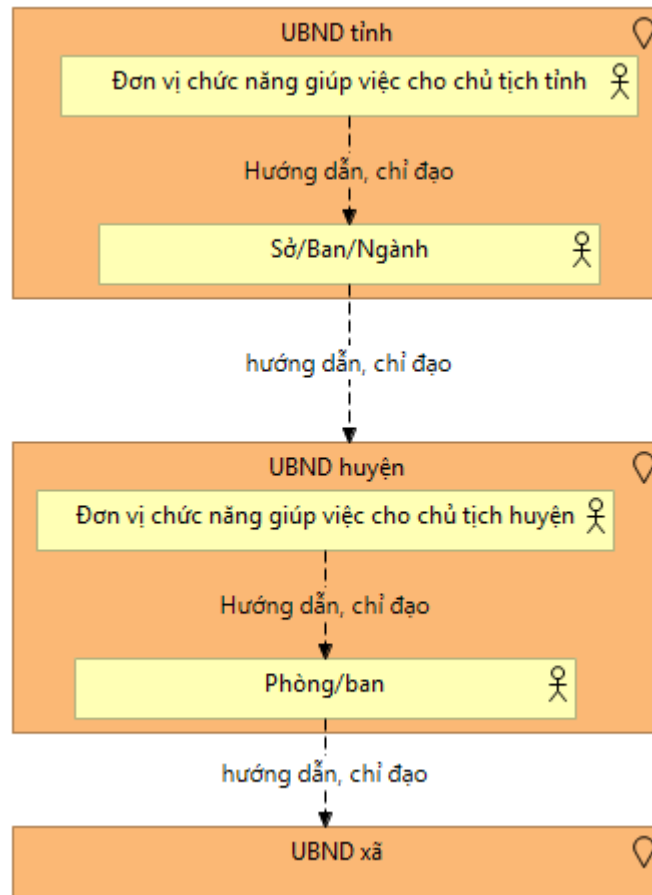 UBND tỉnh
Đơn vị chức năng giúp việc cho chủ tịch tỉnh
Hướng dẫn, chỉ đạo
Sở/Ban/Ngành
hướng dẫn, chỉ đạo
UBND huyện
Đơn vị chức năng giúp việc cho chủ tịch huyện
Hướng dẫn, chỉ đạo
Phòng/ban
hướng dẫn, chỉ đạo
UBND xã